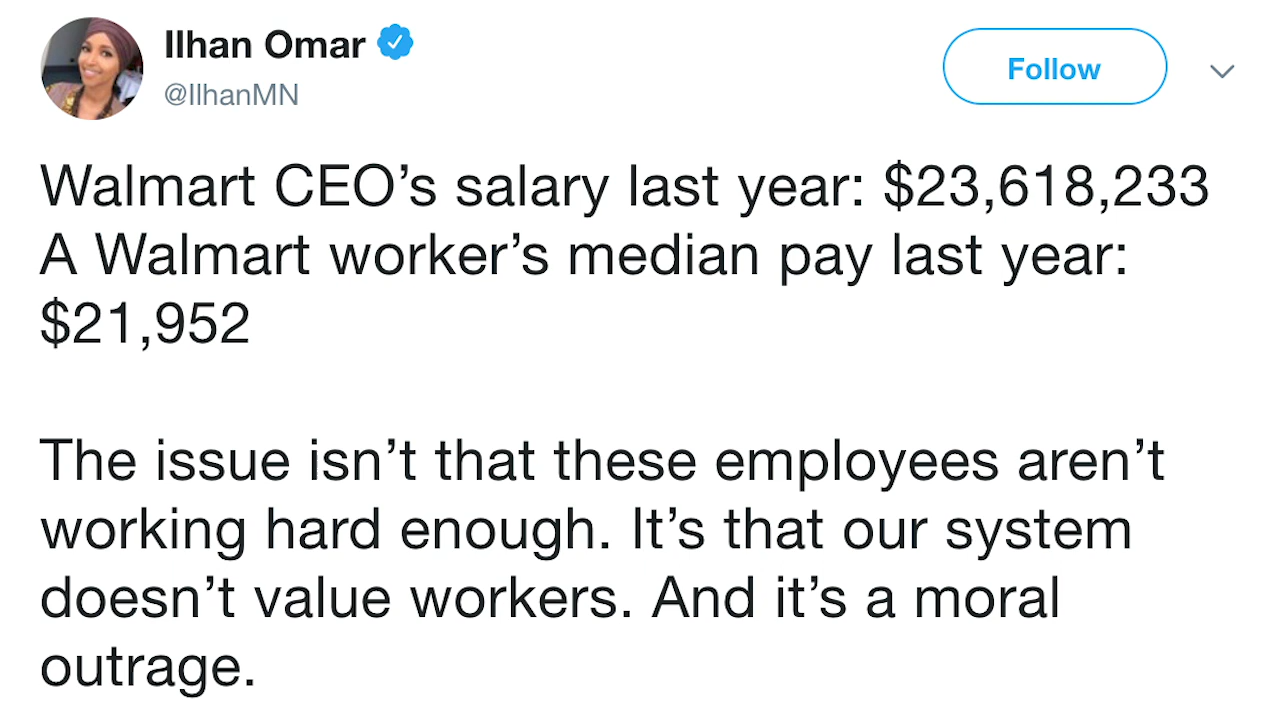 Ilhan Omar
@IlhanMN
Follow
Walmart CEO’s salary last year: $23,618,233
A Walmart worker’s median pay last year:
$21,952
The issue isn’t that these employees aren’t
working hard enough. It’s that our system
doesn’t value workers. And it’s a moral
outrage.